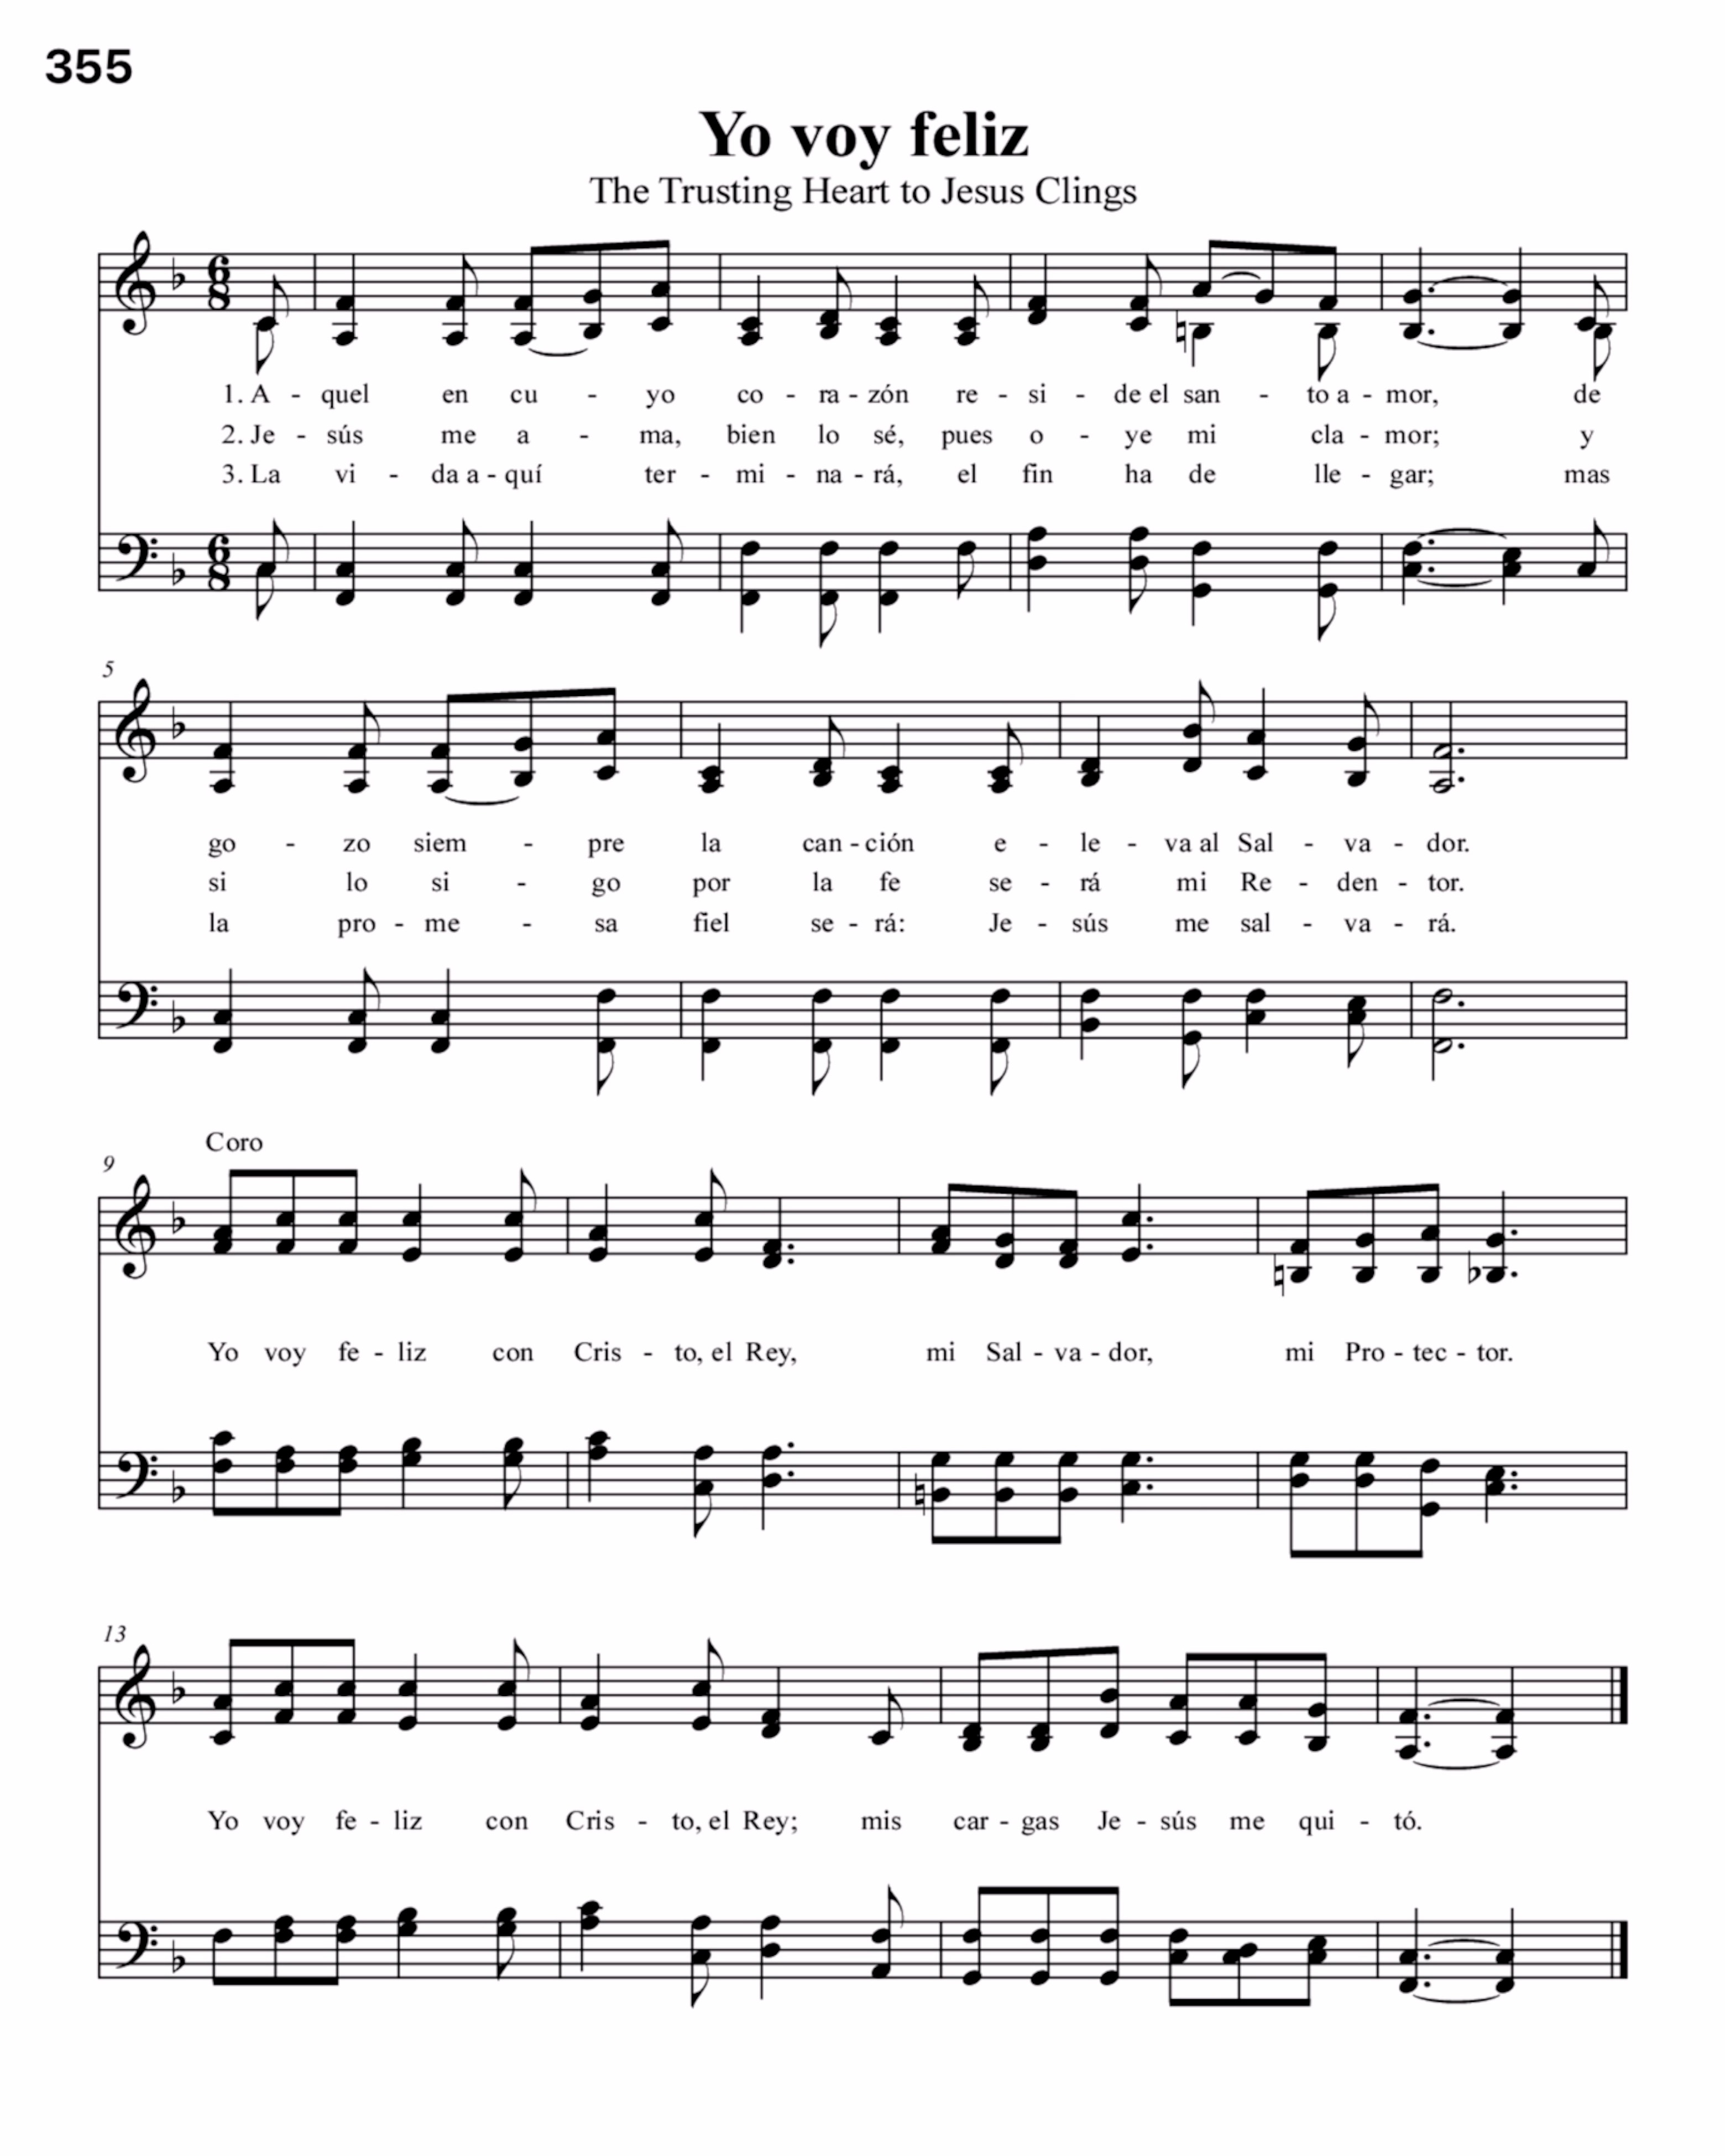 355
Yo voy feliz
The Trusting Heart to Jesus Clings
6 8
1. A - quel en cu - yo co - ra - zón re - si - de el san - to a - mor, de
2. Je - sús me a - ma, bien lo sé, pues o - ye mi cla - mor; y
3. La vi - da a - quí ter - mi - na - rá, el fin ha de lle - gar; mas
6 8
5
go - zo siem - pre la can - ción e - le - va al Sal - va - dor.
si lo si - go por la fe se - rá mi Re - den - tor.
la pro - me - sa fiel se - rá: Je - sús me sal - va - rá.
Coro
9
Yo voy fe - liz con Cris - to, el Rey, mi Sal - va - dor, mi Pro - tec - tor.
13
Yo voy fe - liz con Cris - to, el Rey; mis car - gas Je - sús me qui - tó.